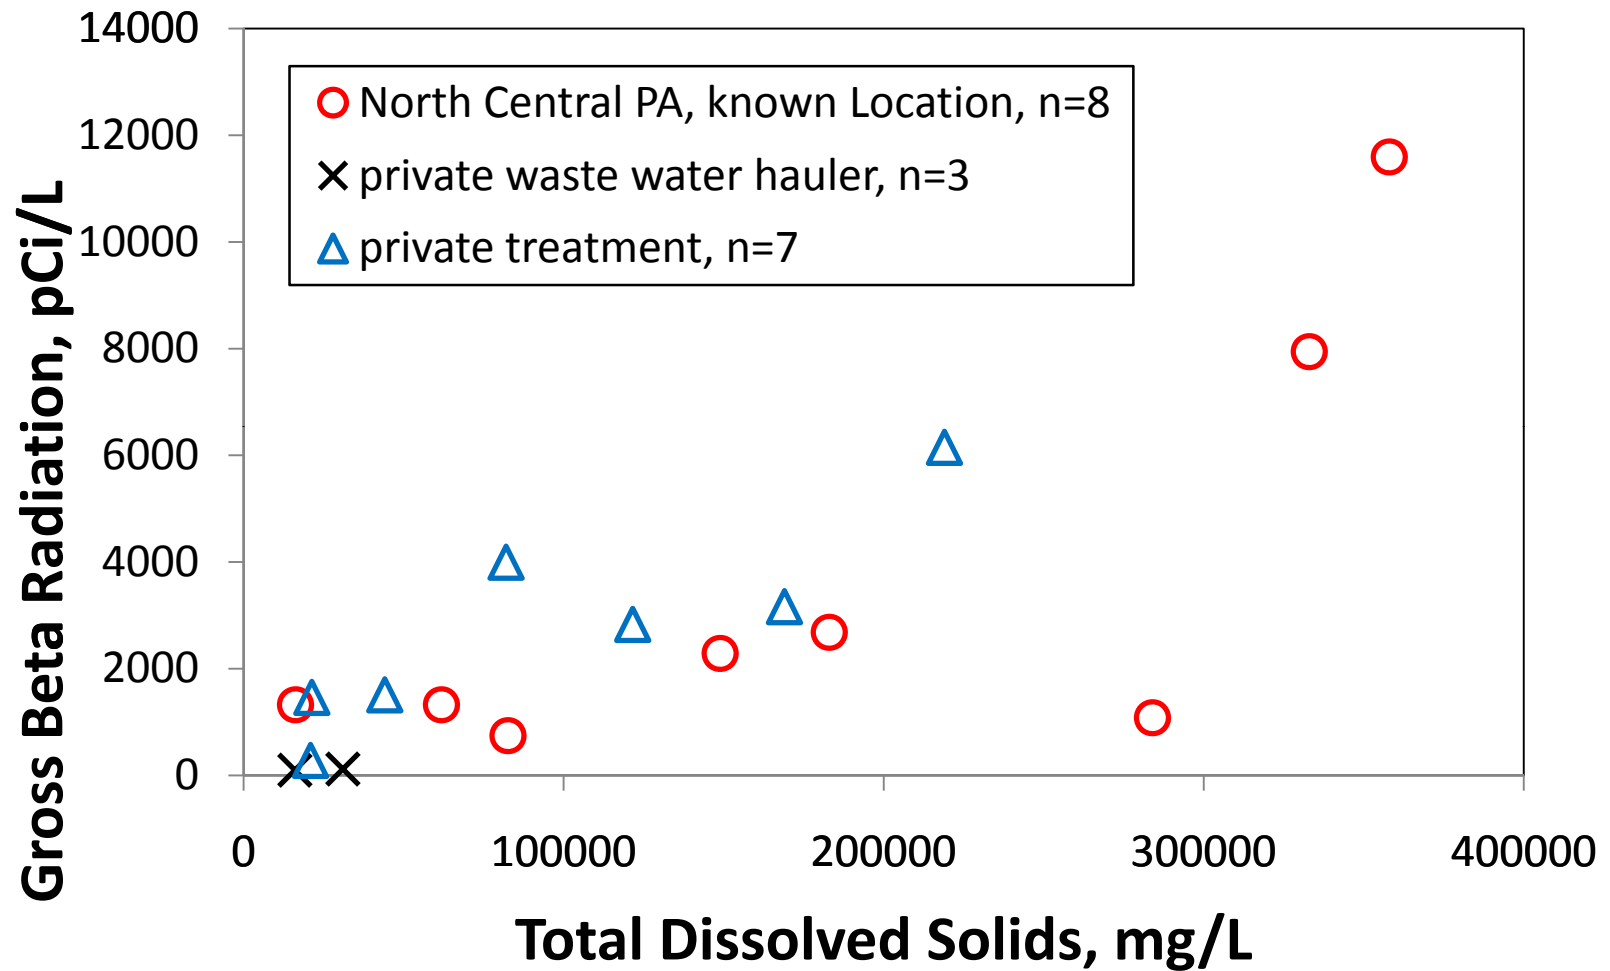 14000
12000
10000
8000
6000
4000
2000
0
Gross Beta Radiation, pCi/L
North Central PA, known Location, n=8
private waste water hauler, n=3
private treatment, n=7
0 100000 200000 300000 400000
Total Dissolved Solids, mg/L